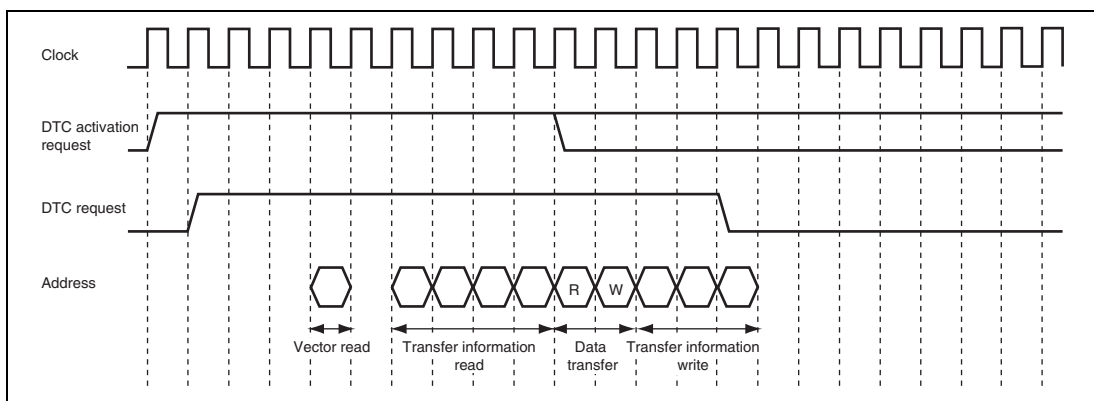 Clock
DTC activation
request
DTC request
Address
R W
Vector read
Transfer information
read
Data
transfer
Transfer information
write